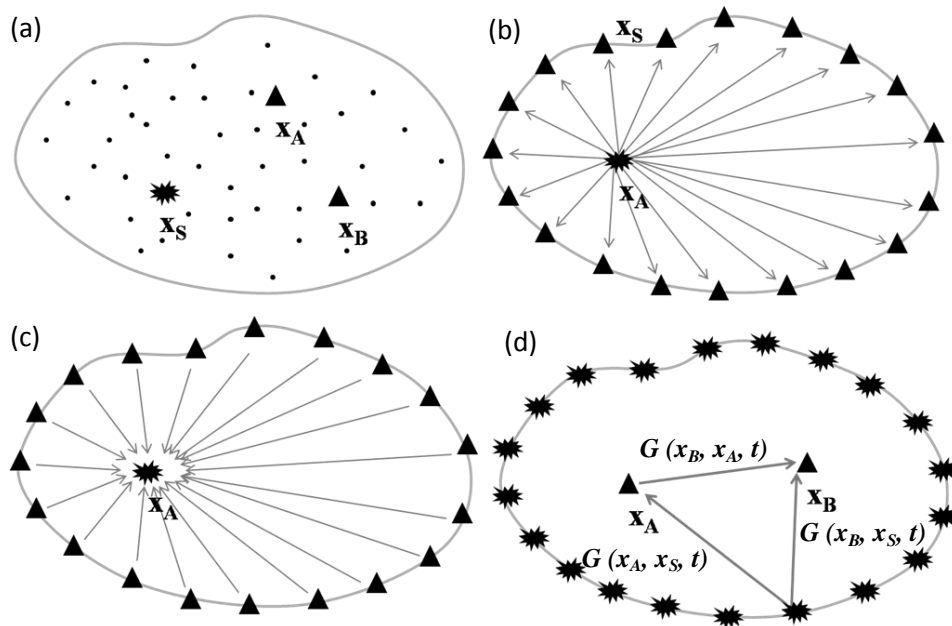 (a)
x_A
x_S
x_B
(b)
x_S
x_A
(c)
x_A
(d)
G (x_B, x_A, t)
x_A
x_B
G (x_A, x_S, t)
G (x_B, x_S, t)